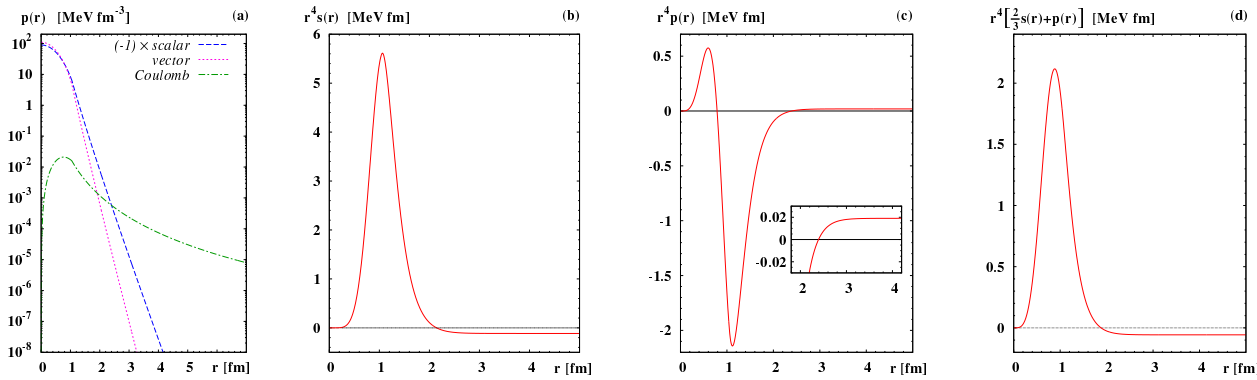 p(r) [MeV fm⁻³] (a)
10²
10
1
10⁻¹
10⁻²
10⁻³
10⁻⁴
10⁻⁵
10⁻⁶
10⁻⁷
10⁻⁸
(-1) × scalar
vector
Coulomb
0 1 2 3 4 5 r [fm]
r⁴s(r) [MeV fm] (b)
6
5
4
3
2
1
0
0 1 2 3 4 r [fm]
r⁴p(r) [MeV fm] (c)
0.5
0
-0.5
-1
-1.5
-2
0.02
0
-0.02
2 3 4
0 1 2 3 4 r [fm]
r⁴[⅔s(r)+p(r)] [MeV fm] (d)
2
1.5
1
0.5
0
0 1 2 3 4 r [fm]